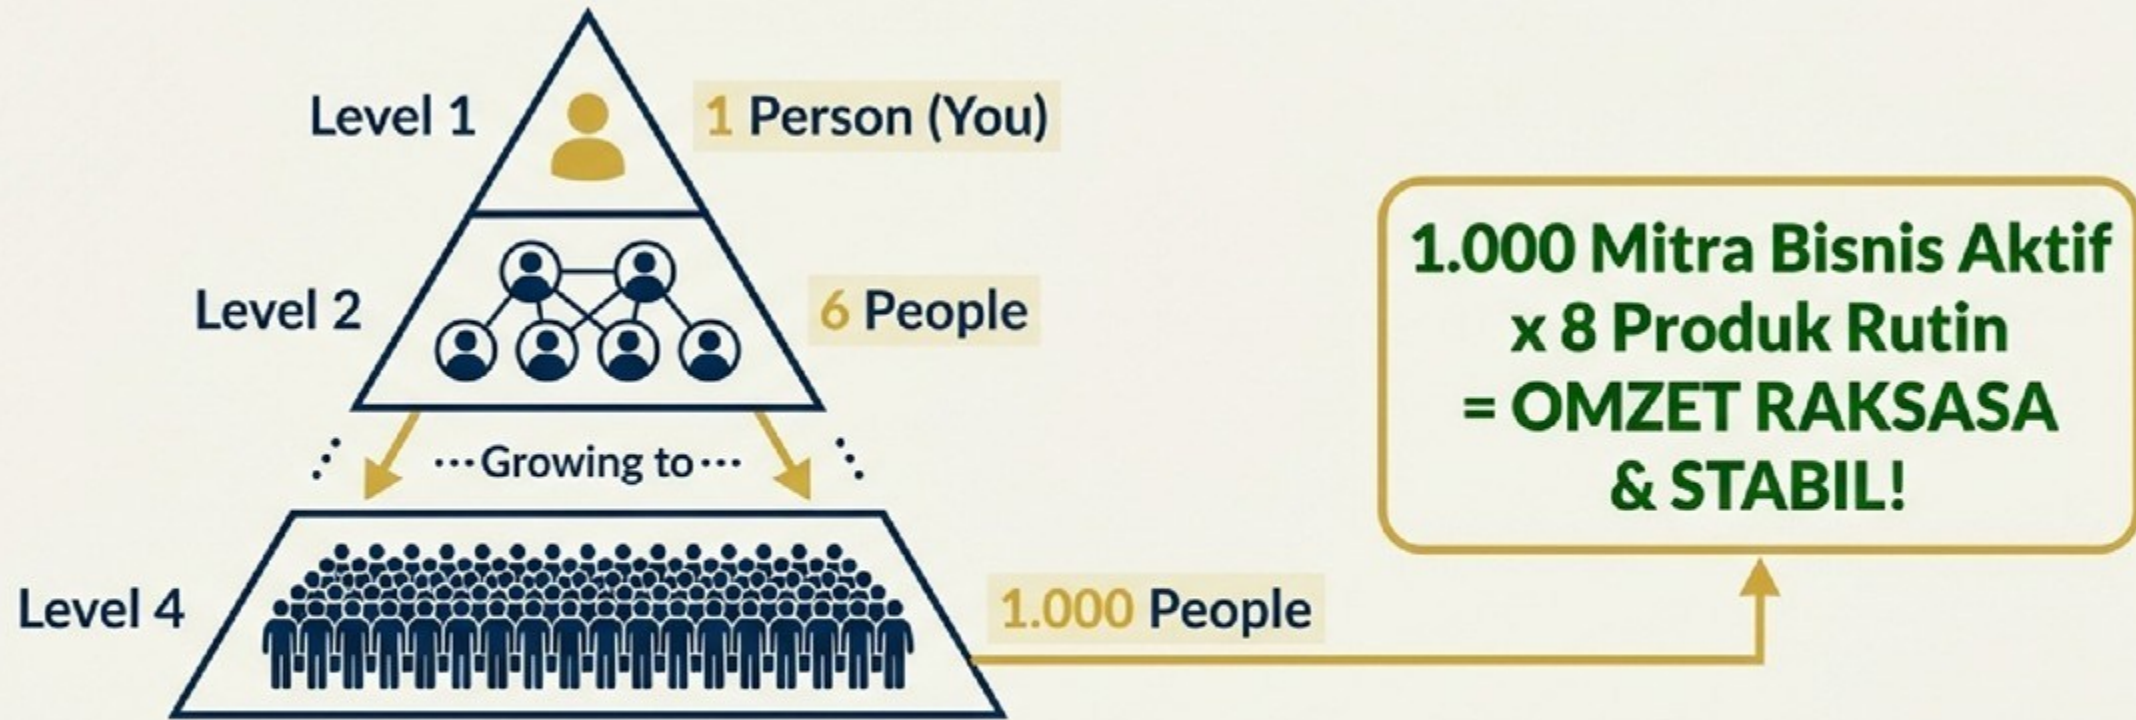 Level 1
1 Person (You)
Level 2
6 People
···Growing to···
Level 4
1.000 People
1.000 Mitra Bisnis Aktif
x 8 Produk Rutin
= OMZET RAKSASA
& STABIL!